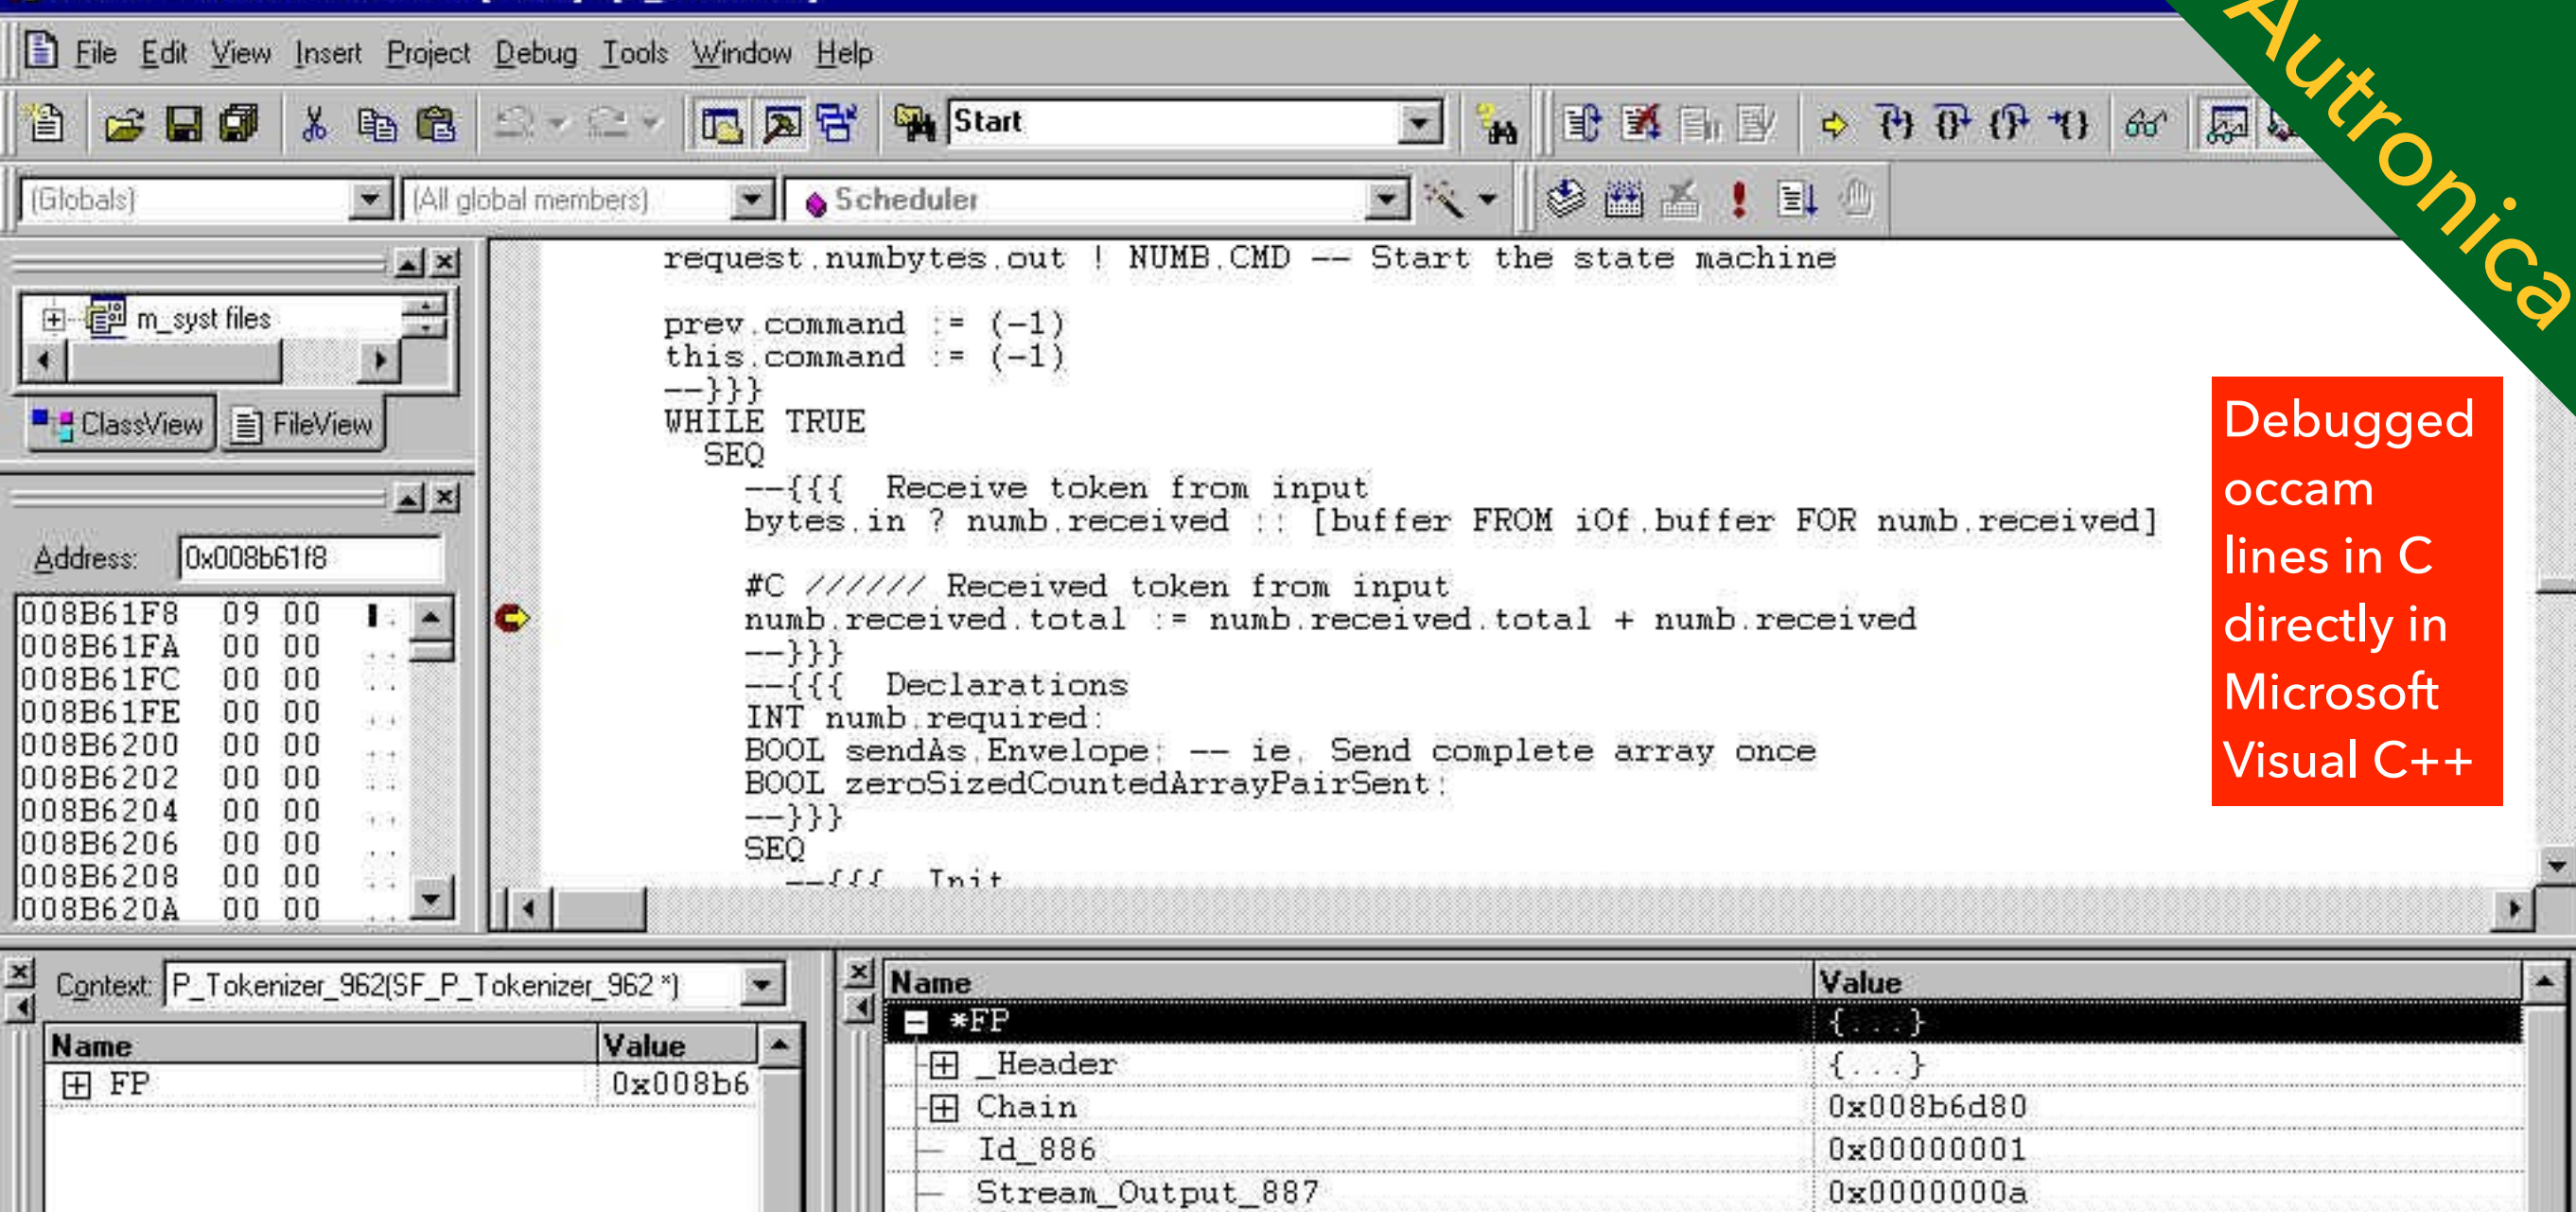 File Edit View Insert Project Debug Tools Window Help
Autronica
Start
(Globals)
(All global members)
Scheduler
request.numbytes.out ! NUMB.CMD -- Start the state machine
m_syst files
prev.command := (-1)
this.command := (-1)
--}}}
WHILE TRUE
SEQ
ClassView
FileView
--{{{ Receive token from input
bytes.in ? numb.received :: [buffer FROM iOf.buffer FOR numb.received]
#C ////// Received token from input
numb.received.total := numb.received.total + numb.received
--}}}
--{{{ Declarations
INT numb.required:
BOOL sendAs.Envelope: -- ie. Send complete array once
BOOL zeroSizedCountedArrayPairSent:
--}}}
SEQ
--{{{ Init
Debugged
occam
lines in C
directly in
Microsoft
Visual C++
Address: 0x008b61f8
008B61F8 09 00
008B61FA 00 00 ..
008B61FC 00 00 ..
008B61FE 00 00 ..
008B6200 00 00 ..
008B6202 00 00 ..
008B6204 00 00 ..
008B6206 00 00 ..
008B6208 00 00 ..
008B620A 00 00 ..
Context: P_Tokenizer_962(SF_P_Tokenizer_962 *)
Name Value
FP 0x008b6
Name Value
*FP {...}
_Header {...}
Chain 0x008b6d80
Id_886 0x00000001
Stream_Output_887 0x0000000a